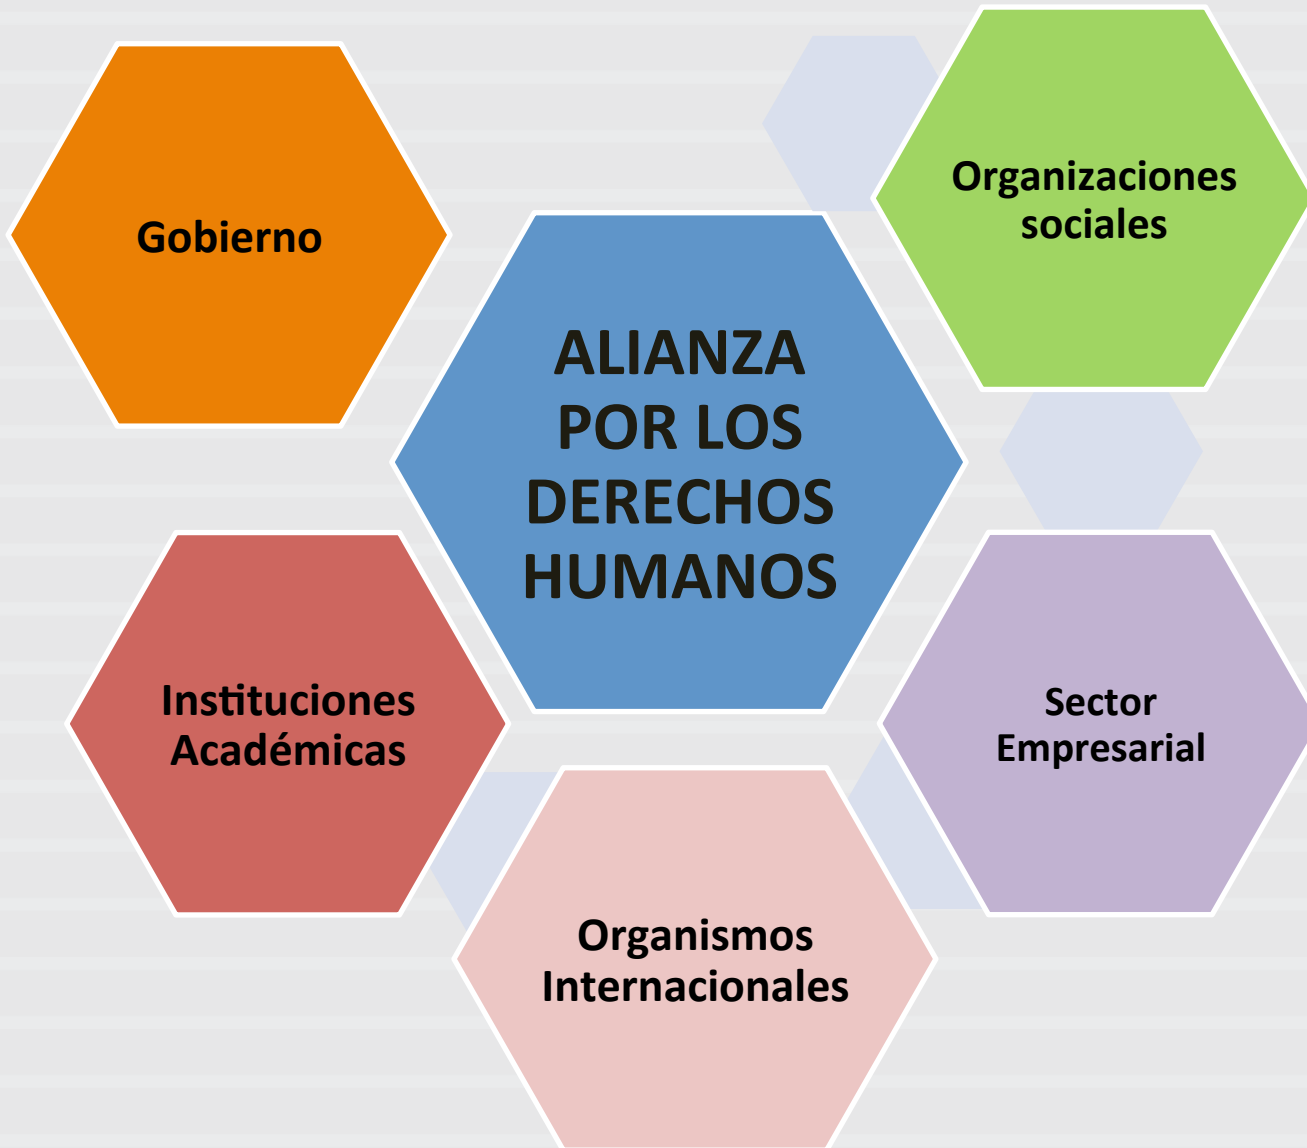 Gobierno
Organizaciones
sociales
ALIANZA
POR LOS
DERECHOS
HUMANOS
Instituciones
Académicas
Sector
Empresarial
Organismos
Internacionales